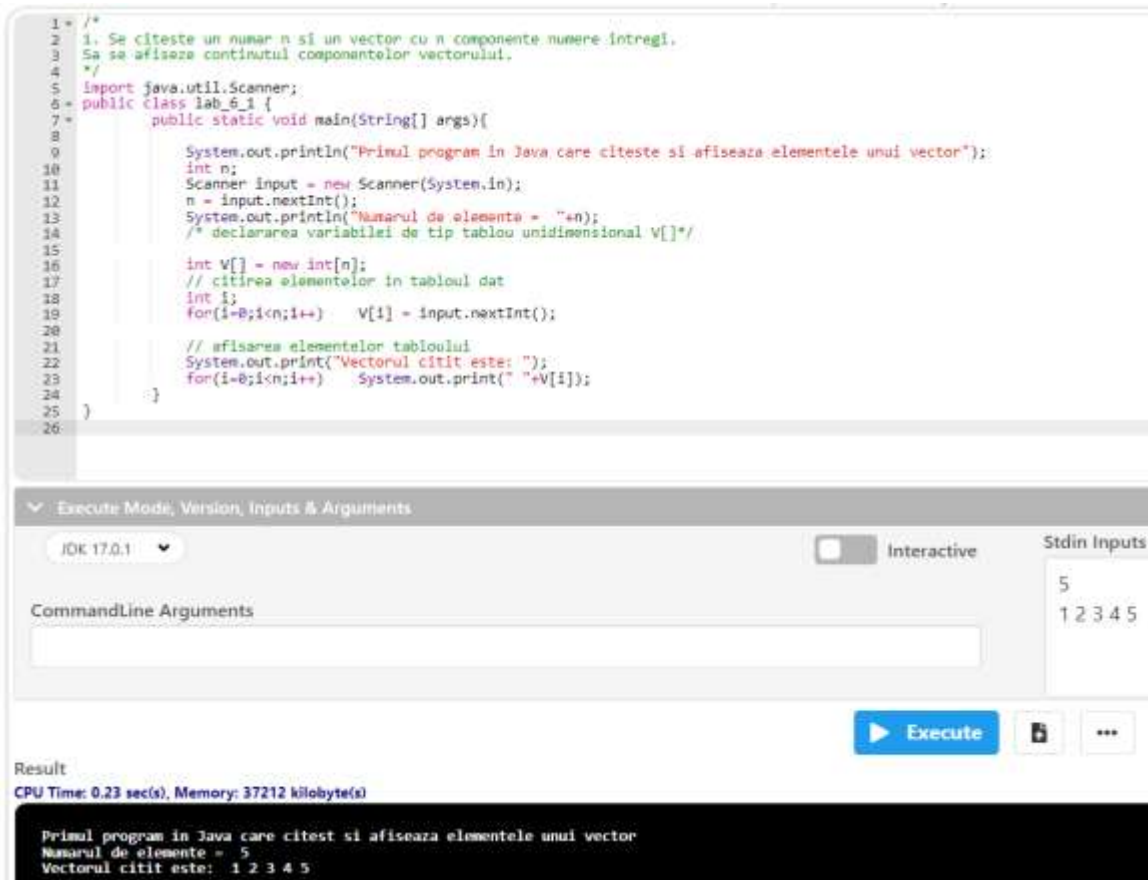 1 /*
2 1. Se citeste un numar n si un vector cu n componente numere intregi.
3 Sa se afiseze continutul componentelor vectorului.
4 */
5 import java.util.Scanner;
6 public class lab_6_1 {
7 public static void main(String[] args){
8
9 System.out.println("Primul program in Java care citeste si afiseaza elementele unui vector");
10 int n;
11 Scanner input = new Scanner(System.in);
12 n = input.nextInt();
13 System.out.println("Numarul de elemente =  "+n);
14 /* declararea variabilei de tip tablou unidimensional V[]*/
15
16 int V[] = new int[n];
17 // citirea elementelor in tabloul dat
18 int i;
19 for(i=0;i<n;i++)    V[i] = input.nextInt();
20
21 // afisarea elementelor tabloului
22 System.out.print("Vectorul citit este: ");
23 for(i=0;i<n;i++)    System.out.print(" "+V[i]);
24 }
25 }
26
Execute Mode, Version, Inputs & Arguments
JDK 17.0.1
Interactive
Stdin Inputs
5
1 2 3 4 5
CommandLine Arguments
Execute
Result
CPU Time: 0.23 sec(s), Memory: 37212 kilobyte(s)
Primul program in Java care citest si afiseaza elementele unui vector
Numarul de elemente =  5
Vectorul citit este:  1 2 3 4 5